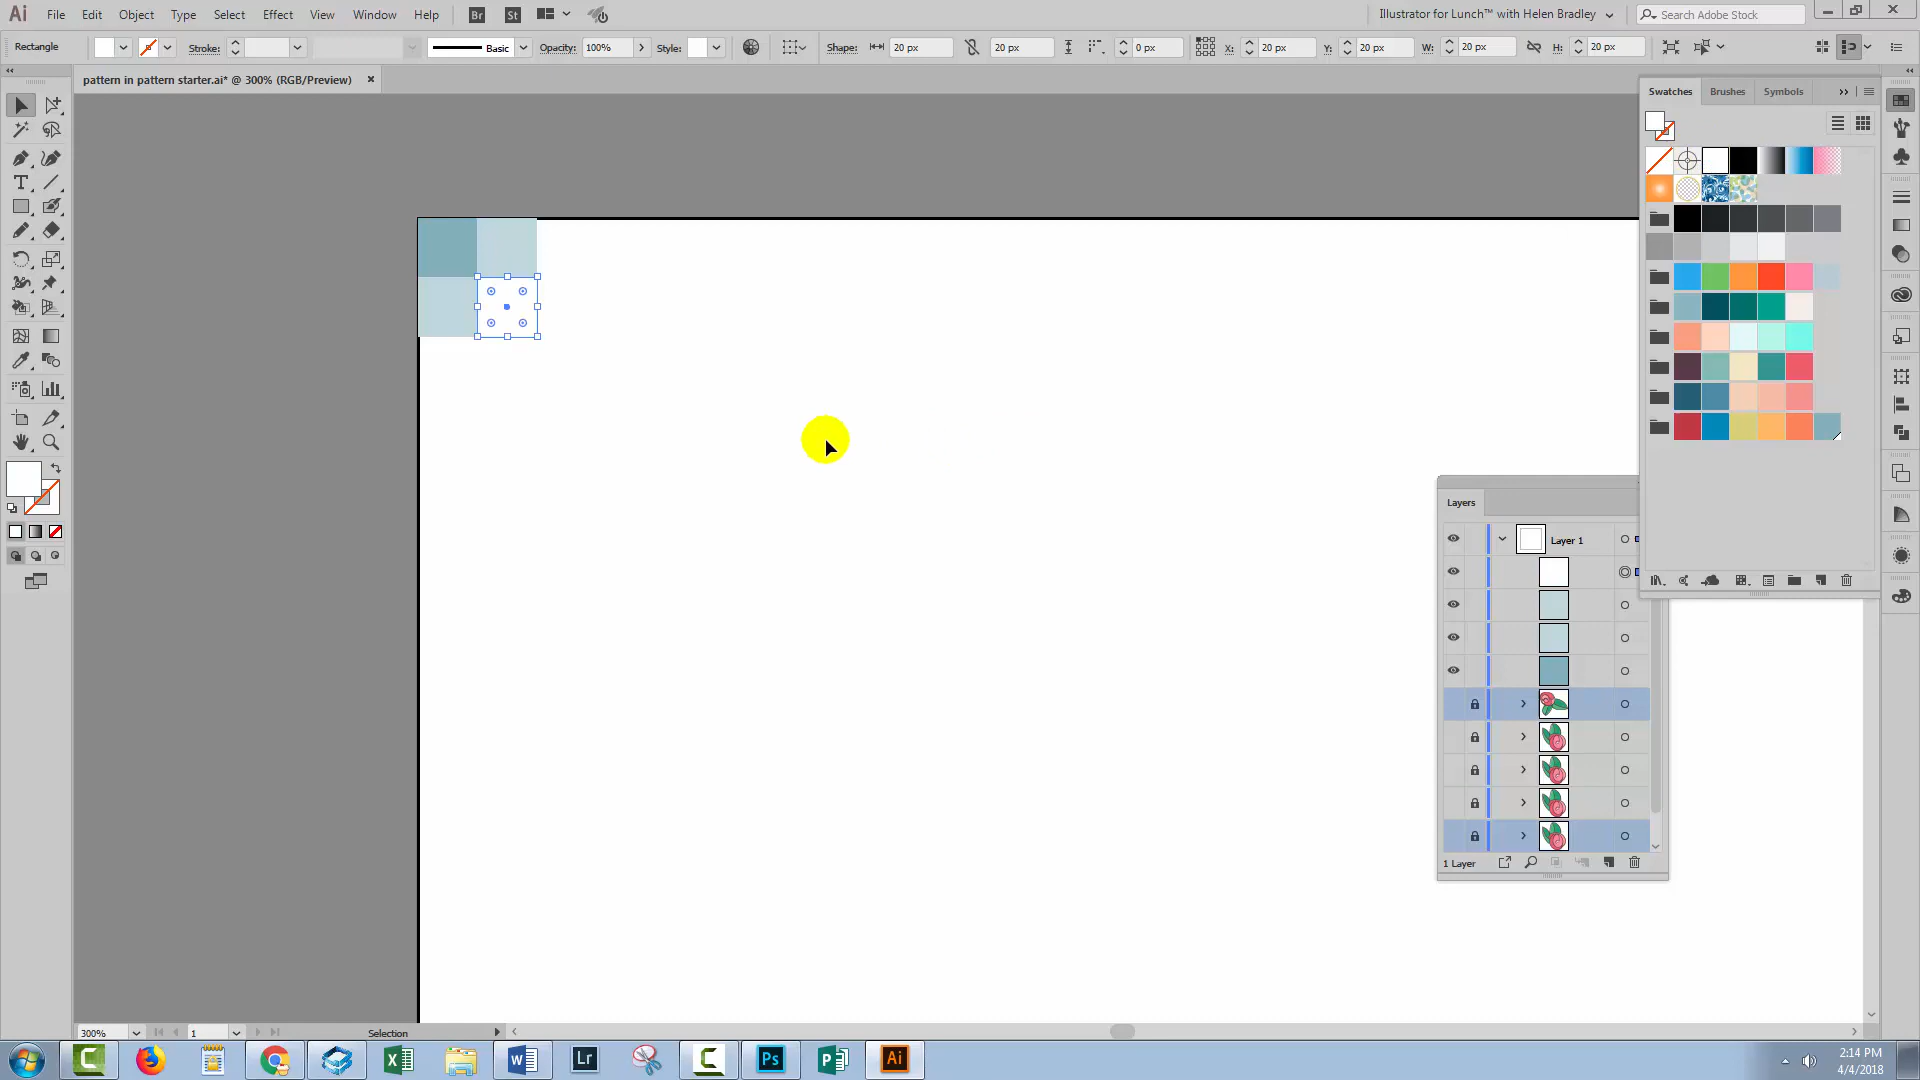 Ai File Edit Object Type Select Effect View Window Help Br St Illustrator for Lunch™ with Helen Bradley Search Adobe Stock
Rectangle Stroke: Basic Opacity: 100% Style: Shape: 20 px 20 px 0 px X: 20 px Y: 20 px W: 20 px H: 20 px
pattern in pattern starter.ai* @ 300% (RGB/Preview)
Swatches Brushes Symbols
Layers
Layer 1
1 Layer
300% 1 Selection
Lr Ps Ai
2:14 PM
4/4/2018